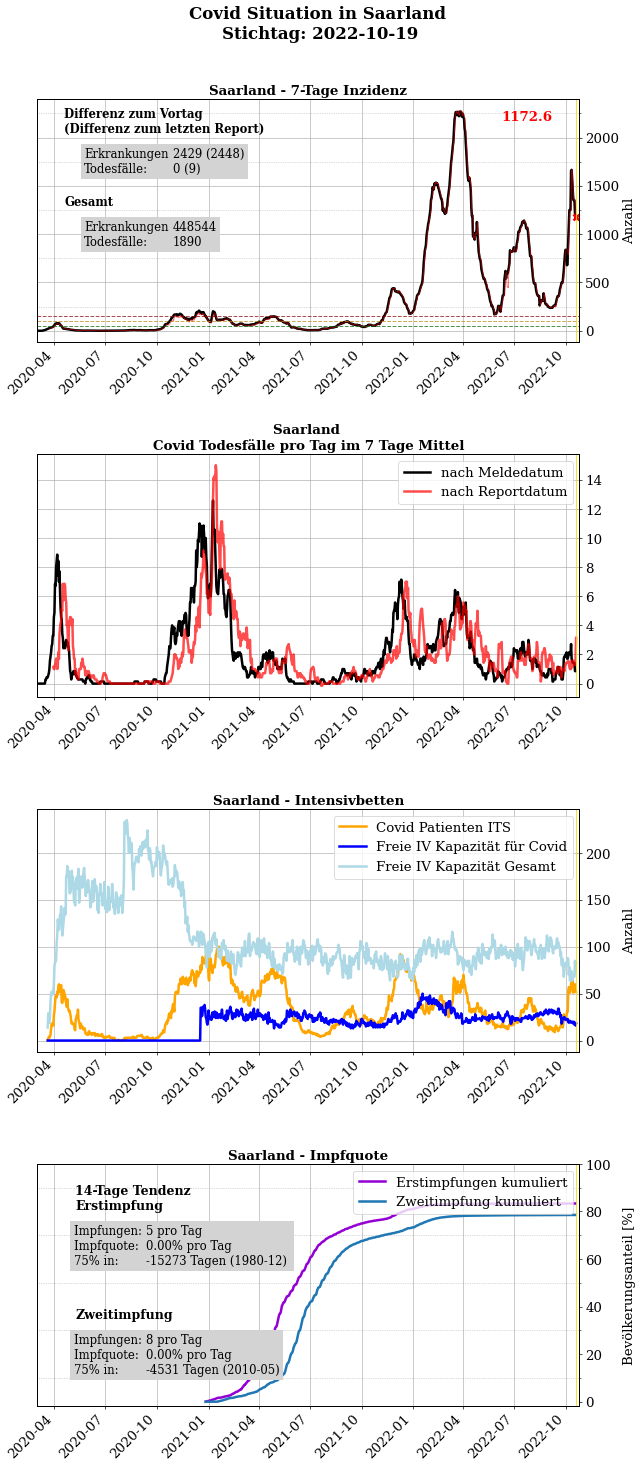 Covid Situation in Saarland
Stichtag: 2022-10-19
Saarland - 7-Tage Inzidenz
Differenz zum Vortag
(Differenz zum letzten Report)
Erkrankungen 2429 (2448)
Todesfälle: 0 (9)
Gesamt
Erkrankungen 448544
Todesfälle: 1890
1172.6
2000
1500
1000
500
0
Anzahl
2020-04
2020-07
2020-10
2021-01
2021-04
2021-07
2021-10
2022-01
2022-04
2022-07
2022-10
Saarland
Covid Todesfälle pro Tag im 7 Tage Mittel
nach Meldedatum
nach Reportdatum
14
12
10
8
6
4
2
0
2020-04
2020-07
2020-10
2021-01
2021-04
2021-07
2021-10
2022-01
2022-04
2022-07
2022-10
Saarland - Intensivbetten
Covid Patienten ITS
Freie IV Kapazität für Covid
Freie IV Kapazität Gesamt
200
150
100
50
0
Anzahl
2020-04
2020-07
2020-10
2021-01
2021-04
2021-07
2021-10
2022-01
2022-04
2022-07
2022-10
Saarland - Impfquote
14-Tage Tendenz
Erstimpfung
Impfungen: 5 pro Tag
Impfquote: 0.00% pro Tag
75% in: -15273 Tagen (1980-12)
Zweitimpfung
Impfungen: 8 pro Tag
Impfquote: 0.00% pro Tag
75% in: -4531 Tagen (2010-05)
Erstimpfungen kumuliert
Zweitimpfung kumuliert
100
80
60
40
20
0
Bevölkerungsanteil [%]
2020-04
2020-07
2020-10
2021-01
2021-04
2021-07
2021-10
2022-01
2022-04
2022-07
2022-10